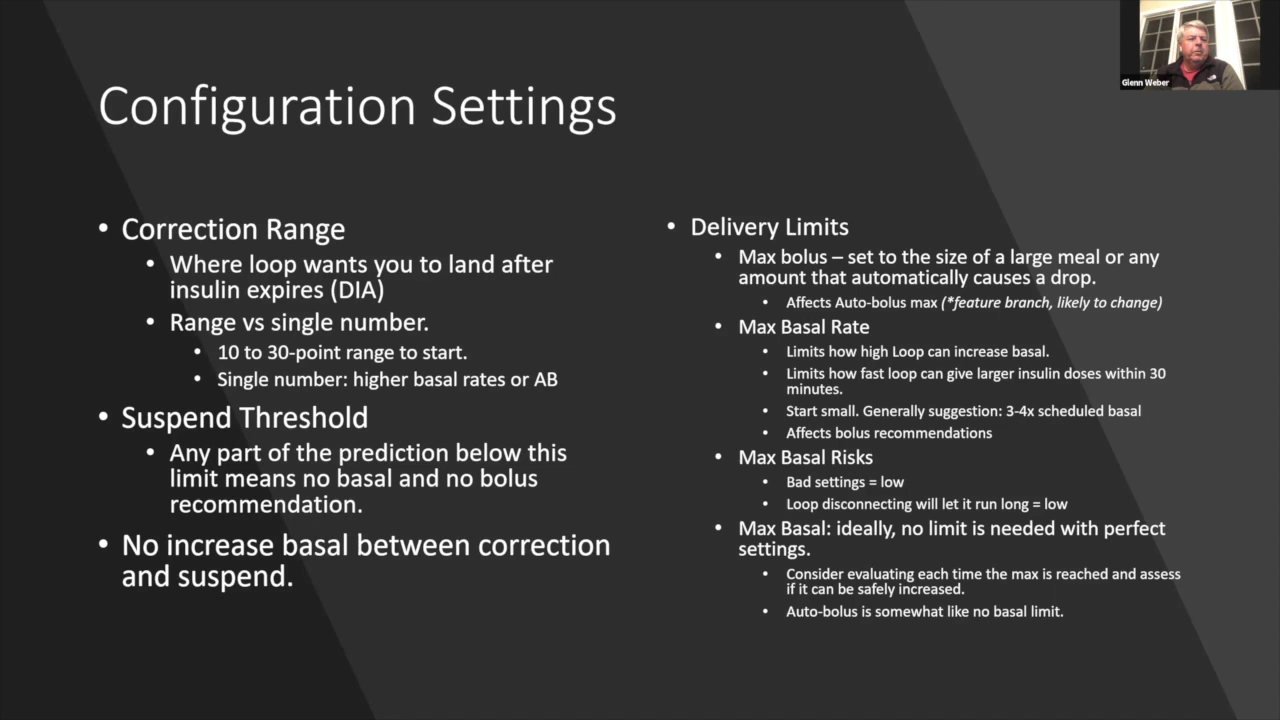 Glenn Weber
Configuration Settings
• Correction Range
• Where loop wants you to land after
insulin expires (DIA)
• Range vs single number.
• 10 to 30-point range to start.
• Single number: higher basal rates or AB
• Suspend Threshold
• Any part of the prediction below this
limit means no basal and no bolus
recommendation.
• No increase basal between correction
and suspend.
• Delivery Limits
• Max bolus – set to the size of a large meal or any
amount that automatically causes a drop.
• Affects Auto-bolus max (*feature branch, likely to change)
• Max Basal Rate
• Limits how high Loop can increase basal.
• Limits how fast loop can give larger insulin doses within 30
minutes.
• Start small. Generally suggestion: 3-4x scheduled basal
• Affects bolus recommendations
• Max Basal Risks
• Bad settings = low
• Loop disconnecting will let it run long = low
• Max Basal: ideally, no limit is needed with perfect
settings.
• Consider evaluating each time the max is reached and assess
if it can be safely increased.
• Auto-bolus is somewhat like no basal limit.